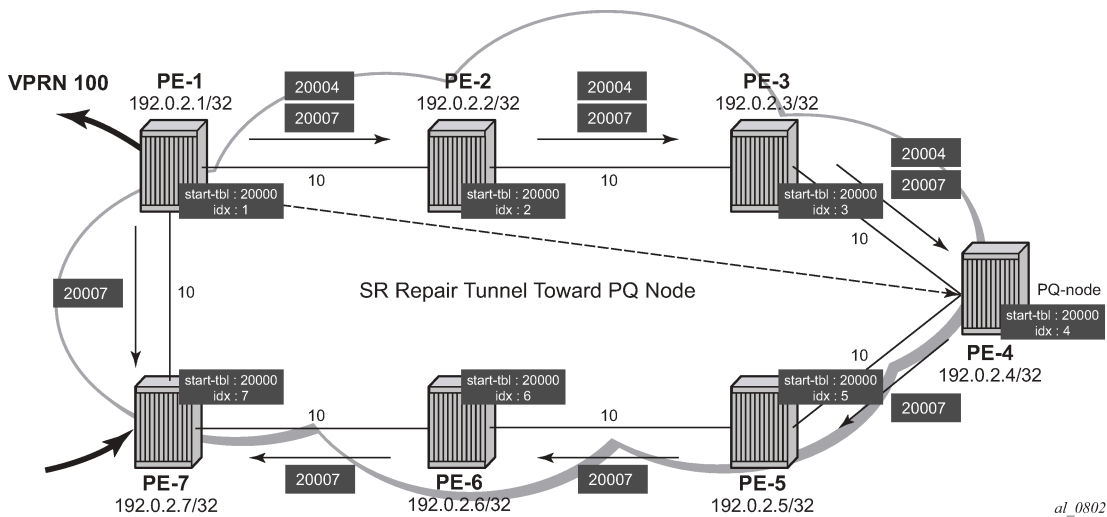 VPRN 100
PE-1
192.0.2.1/32
20004
20007
PE-2
192.0.2.2/32
20004
20007
PE-3
192.0.2.3/32
20004
20007
10
10
start-tbl : 20000
idx : 1
start-tbl : 20000
idx : 2
start-tbl : 20000
idx : 3
10
20007
10
SR Repair Tunnel Toward PQ Node
PQ-node
start-tbl : 20000
idx : 4
PE-4
192.0.2.4/32
10
start-tbl : 20000
idx : 7
start-tbl : 20000
idx : 6
start-tbl : 20000
idx : 5
20007
10
10
20007
20007
PE-7
192.0.2.7/32
PE-6
192.0.2.6/32
PE-5
192.0.2.5/32
al_0802